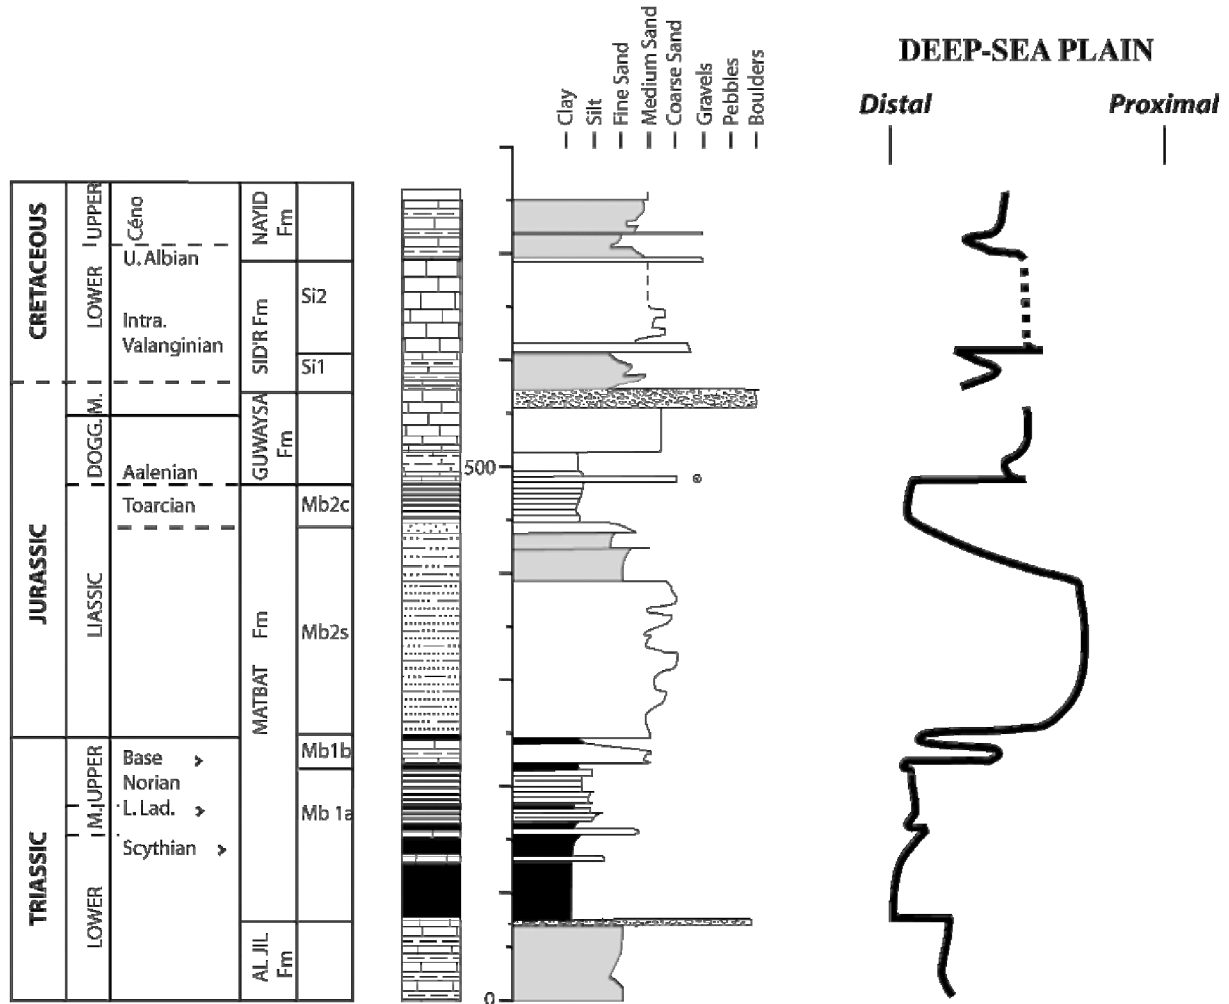 DEEP-SEA PLAIN
Distal
Proximal
Clay
Silt
Fine Sand
Medium Sand
Coarse Sand
Gravels
Pebbles
Boulders
CRETACEOUS
UPPER
LOWER
Céno
U. Albian
Intra.
Valanginian
NAYID
Fm
SID'R Fm
Si2
Si1
JURASSIC
M.
DOGG.
LIASSIC
Aalenian
Toarcian
GUWAYSA
Fm
MATBAT Fm
Mb2c
Mb2s
TRIASSIC
UPPER
M.
LOWER
Base
Norian
L. Lad.
Scythian
Mb1b
Mb 1a
AL JIL
Fm
500
0